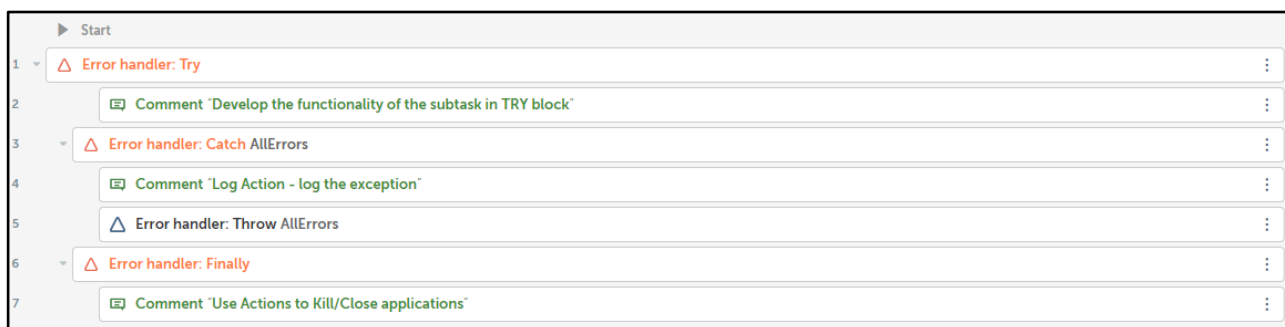 Start
1 Error handler: Try
2 Comment "Develop the functionality of the subtask in TRY block"
3 Error handler: Catch AllErrors
4 Comment "Log Action - log the exception"
5 Error handler: Throw AllErrors
6 Error handler: Finally
7 Comment "Use Actions to Kill/Close applications"